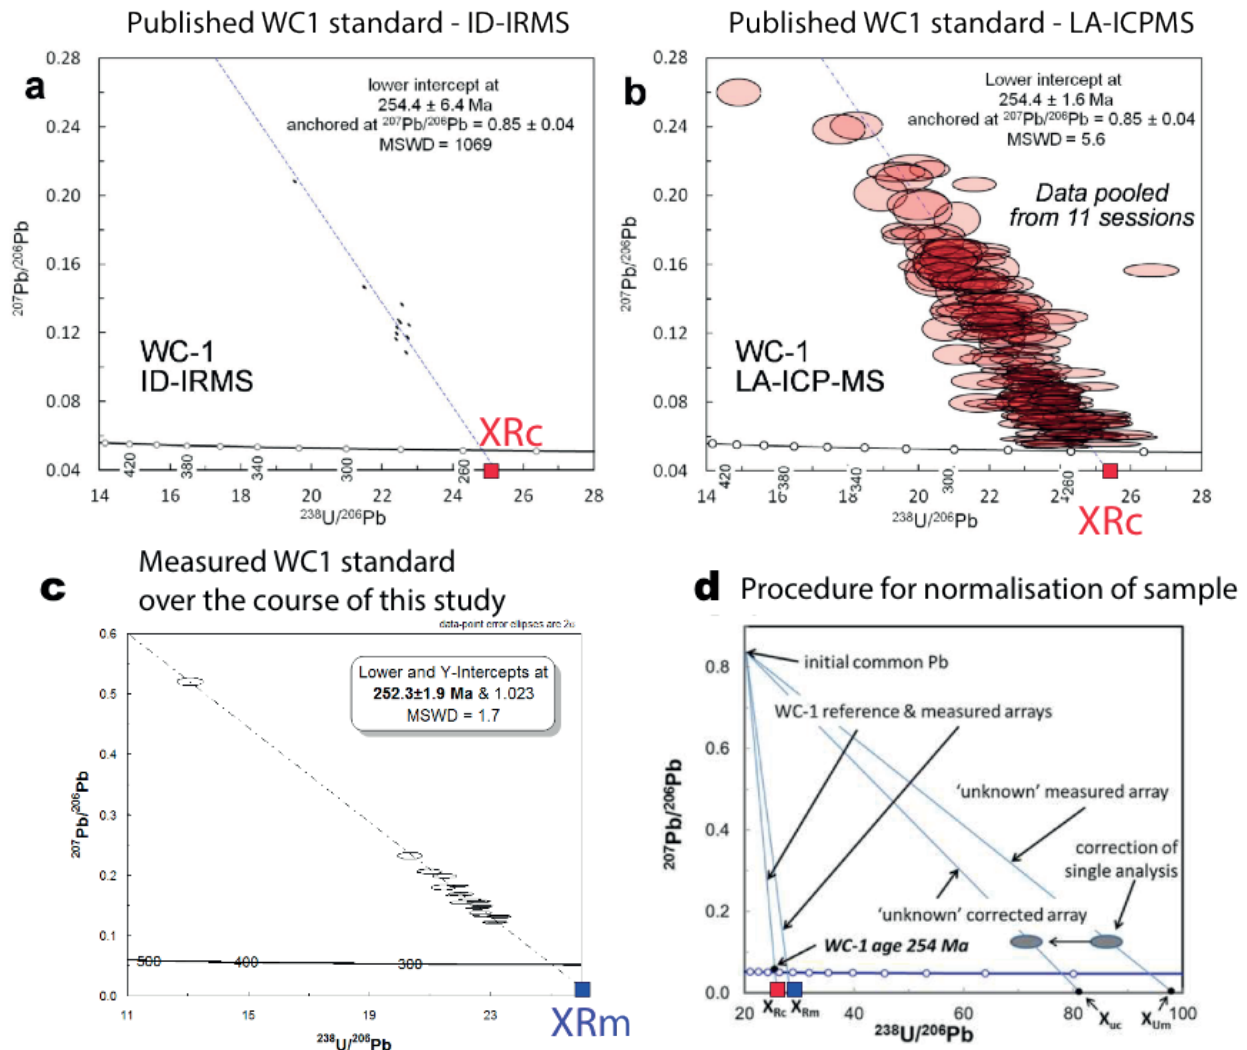 Published WC1 standard - ID-IRMS
Published WC1 standard - LA-ICPMS
a
0.28
0.24
0.20
0.16
0.12
0.08
0.04
207Pb/206Pb
lower intercept at
254.4 ± 6.4 Ma
anchored at 207Pb/206Pb = 0.85 ± 0.04
MSWD = 1069
WC-1
ID-IRMS
XRc
420
380
340
300
260
14
16
18
20
22
24
26
28
238U/206Pb
b
0.28
0.24
0.20
0.16
0.12
0.08
0.04
207Pb/206Pb
Lower intercept at
254.4 ± 1.6 Ma
anchored at 207Pb/206Pb = 0.85 ± 0.04
MSWD = 5.6
Data pooled
from 11 sessions
WC-1
LA-ICP-MS
420
380
340
300
260
14
16
18
20
22
24
26
28
238U/206Pb
XRc
c
Measured WC1 standard
over the course of this study
data-point error ellipses are 2σ
0.6
0.5
0.4
0.3
0.2
0.1
0.0
207Pb/206Pb
Lower and Y-Intercepts at
252.3±1.9 Ma & 1.023
MSWD = 1.7
500
400
300
11
15
19
23
XRm
238U/206Pb
d Procedure for normalisation of sample
0.8
0.6
0.4
0.2
0.0
207Pb/206Pb
initial common Pb
WC-1 reference & measured arrays
'unknown' measured array
correction of
single analysis
'unknown' corrected array
WC-1 age 254 Ma
20
XRc
XRm
40
60
80
Xuc
XUm
100
238U/206Pb